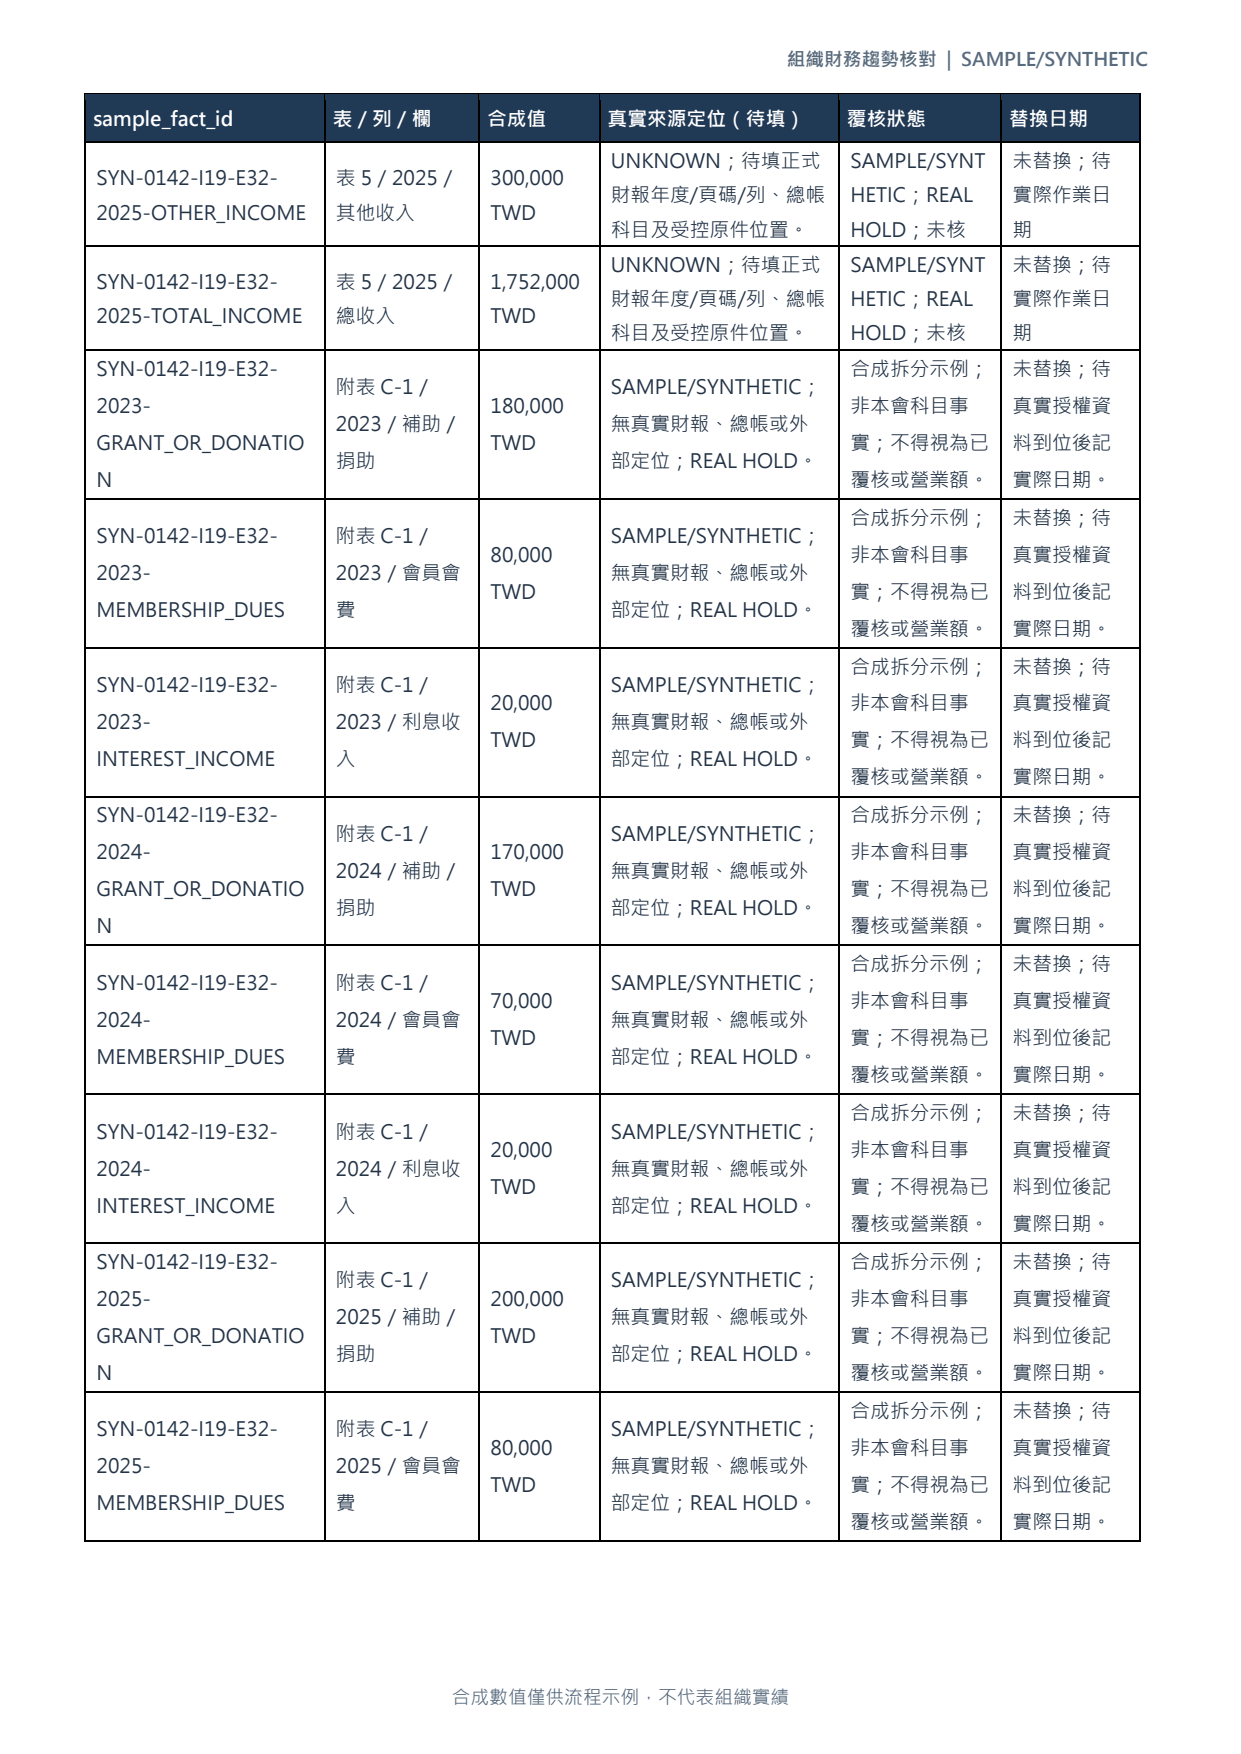 組織財務趨勢核對｜SAMPLE/SYNTHETIC
sample_fact_id
表 / 列 / 欄
合成值
真實來源定位（待填）
覆核狀態
替換日期
SYN-0142-I19-E32-
2025-OTHER_INCOME
表 5 / 2025 /
其他收入
300,000
TWD
UNKNOWN；待填正式
財報年度/頁碼/列、總帳
科目及受控原件位置。
SAMPLE/SYNT
HETIC；REAL
HOLD；未核
未替換；待
實際作業日
期
SYN-0142-I19-E32-
2025-TOTAL_INCOME
表 5 / 2025 /
總收入
1,752,000
TWD
UNKNOWN；待填正式
財報年度/頁碼/列、總帳
科目及受控原件位置。
SAMPLE/SYNT
HETIC；REAL
HOLD；未核
未替換；待
實際作業日
期
SYN-0142-I19-E32-
2023-
GRANT_OR_DONATIO
N
附表 C-1 /
2023 / 補助 /
捐助
180,000
TWD
SAMPLE/SYNTHETIC；
無真實財報、總帳或外
部定位；REAL HOLD。
合成拆分示例；
非本會科目事
實；不得視為已
覆核或營業額。
未替換；待
真實授權資
料到位後記
實際日期。
SYN-0142-I19-E32-
2023-
MEMBERSHIP_DUES
附表 C-1 /
2023 / 會員會
費
80,000
TWD
SAMPLE/SYNTHETIC；
無真實財報、總帳或外
部定位；REAL HOLD。
合成拆分示例；
非本會科目事
實；不得視為已
覆核或營業額。
未替換；待
真實授權資
料到位後記
實際日期。
SYN-0142-I19-E32-
2023-
INTEREST_INCOME
附表 C-1 /
2023 / 利息收
入
20,000
TWD
SAMPLE/SYNTHETIC；
無真實財報、總帳或外
部定位；REAL HOLD。
合成拆分示例；
非本會科目事
實；不得視為已
覆核或營業額。
未替換；待
真實授權資
料到位後記
實際日期。
SYN-0142-I19-E32-
2024-
GRANT_OR_DONATIO
N
附表 C-1 /
2024 / 補助 /
捐助
170,000
TWD
SAMPLE/SYNTHETIC；
無真實財報、總帳或外
部定位；REAL HOLD。
合成拆分示例；
非本會科目事
實；不得視為已
覆核或營業額。
未替換；待
真實授權資
料到位後記
實際日期。
SYN-0142-I19-E32-
2024-
MEMBERSHIP_DUES
附表 C-1 /
2024 / 會員會
費
70,000
TWD
SAMPLE/SYNTHETIC；
無真實財報、總帳或外
部定位；REAL HOLD。
合成拆分示例；
非本會科目事
實；不得視為已
覆核或營業額。
未替換；待
真實授權資
料到位後記
實際日期。
SYN-0142-I19-E32-
2024-
INTEREST_INCOME
附表 C-1 /
2024 / 利息收
入
20,000
TWD
SAMPLE/SYNTHETIC；
無真實財報、總帳或外
部定位；REAL HOLD。
合成拆分示例；
非本會科目事
實；不得視為已
覆核或營業額。
未替換；待
真實授權資
料到位後記
實際日期。
SYN-0142-I19-E32-
2025-
GRANT_OR_DONATIO
N
附表 C-1 /
2025 / 補助 /
捐助
200,000
TWD
SAMPLE/SYNTHETIC；
無真實財報、總帳或外
部定位；REAL HOLD。
合成拆分示例；
非本會科目事
實；不得視為已
覆核或營業額。
未替換；待
真實授權資
料到位後記
實際日期。
SYN-0142-I19-E32-
2025-
MEMBERSHIP_DUES
附表 C-1 /
2025 / 會員會
費
80,000
TWD
SAMPLE/SYNTHETIC；
無真實財報、總帳或外
部定位；REAL HOLD。
合成拆分示例；
非本會科目事
實；不得視為已
覆核或營業額。
未替換；待
真實授權資
料到位後記
實際日期。
合成數值僅供流程示例．不代表組織實績